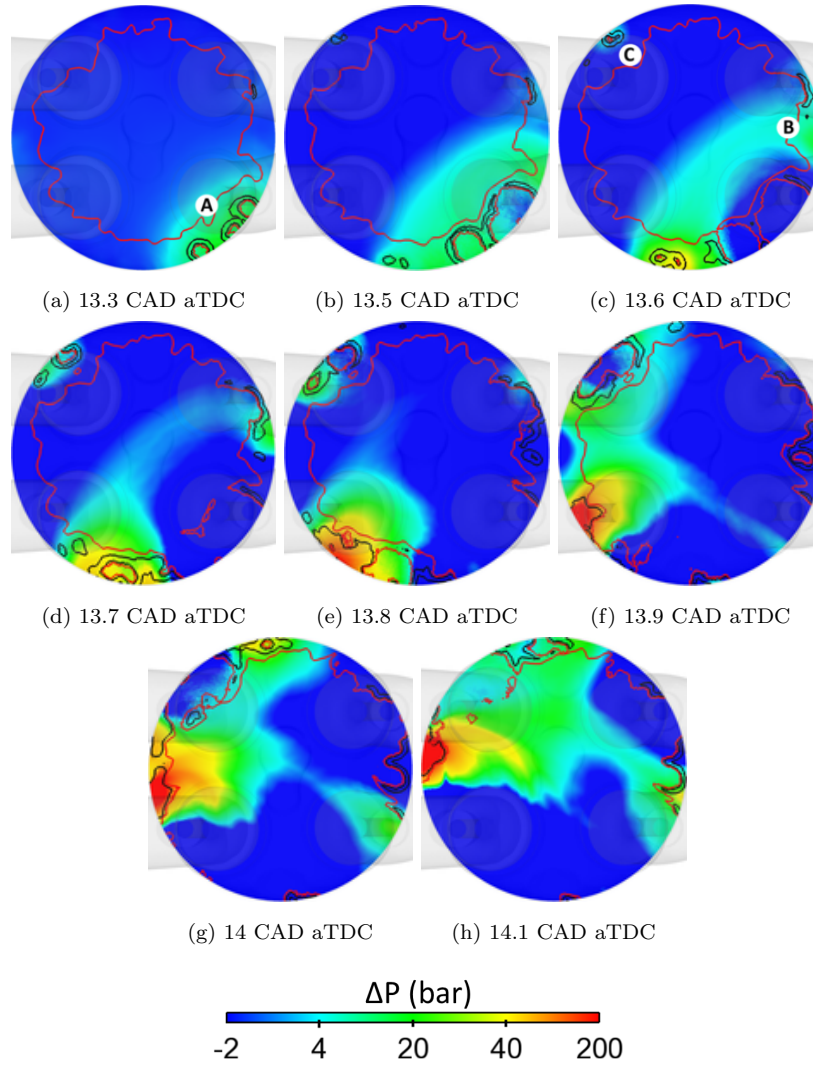 C
B
A
(a) 13.3 CAD aTDC (b) 13.5 CAD aTDC (c) 13.6 CAD aTDC
(d) 13.7 CAD aTDC (e) 13.8 CAD aTDC (f) 13.9 CAD aTDC
(g) 14 CAD aTDC (h) 14.1 CAD aTDC
ΔP (bar)
-2 4 20 40 200